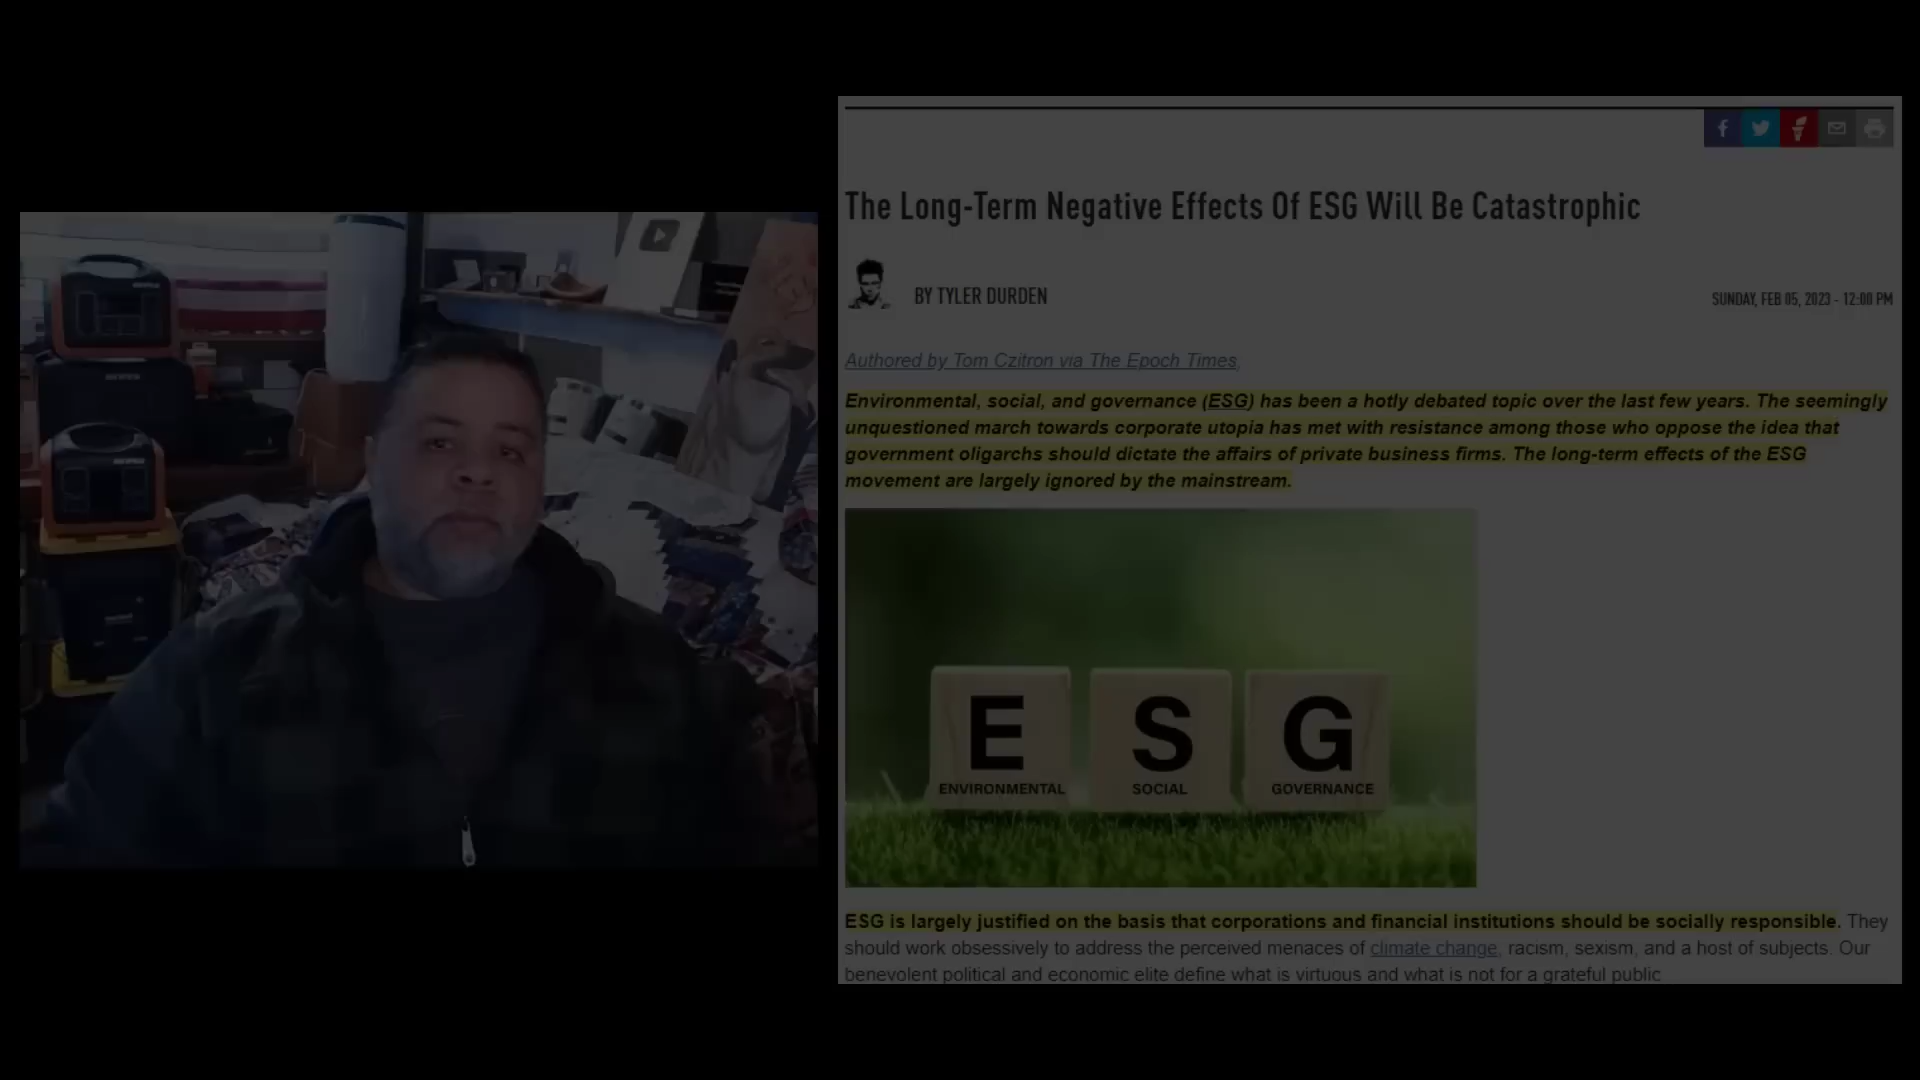 The Long-Term Negative Effects Of ESG Will Be Catastrophic
BY TYLER DURDEN
SUNDAY, FEB 05, 2023 - 12:00 PM
Authored by Tom Czitron via The Epoch Times,
Environmental, social, and governance (ESG) has been a hotly debated topic over the last few years. The seemingly
unquestioned march towards corporate utopia has met with resistance among those who oppose the idea that
government oligarchs should dictate the affairs of private business firms. The long-term effects of the ESG
movement are largely ignored by the mainstream.
E S G
ENVIRONMENTAL SOCIAL GOVERNANCE
ESG is largely justified on the basis that corporations and financial institutions should be socially responsible. They
should work obsessively to address the perceived menaces of climate change, racism, sexism, and a host of subjects. Our
benevolent political and economic elite define what is virtuous and what is not for a grateful public